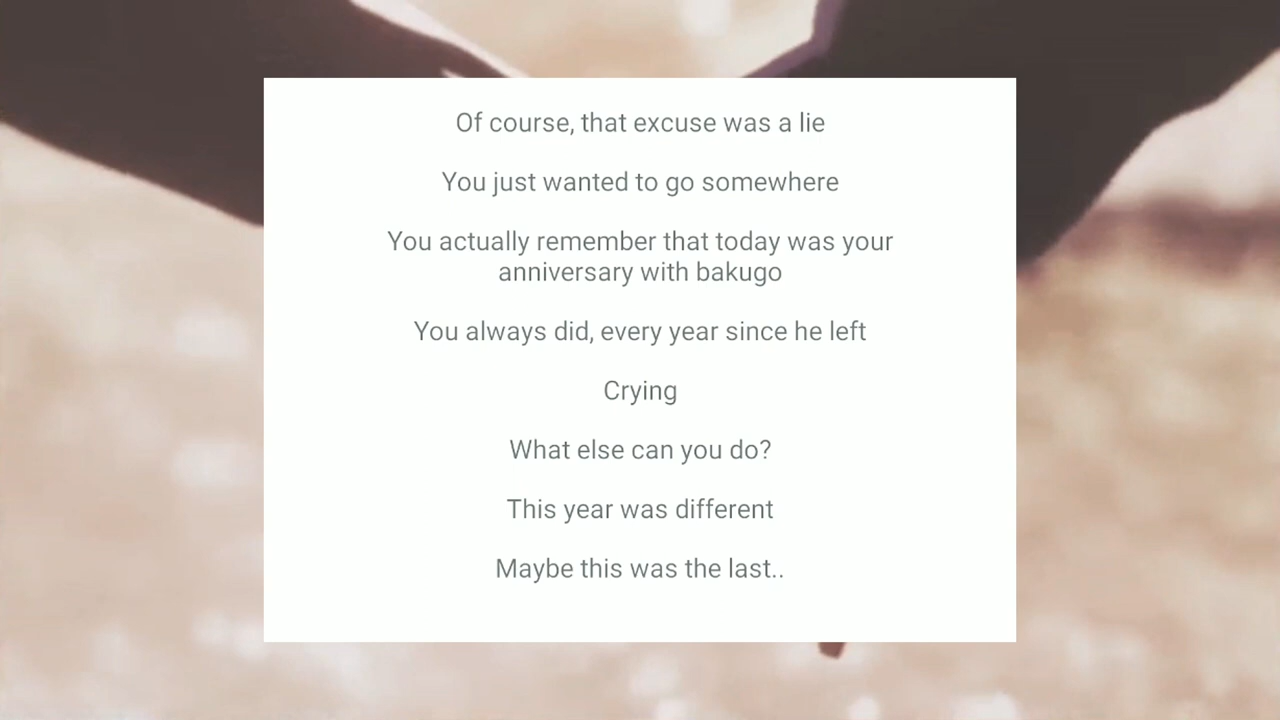 Of course, that excuse was a lie
You just wanted to go somewhere
You actually remember that today was your
anniversary with bakugo
You always did, every year since he left
Crying
What else can you do?
This year was different
Maybe this was the last..